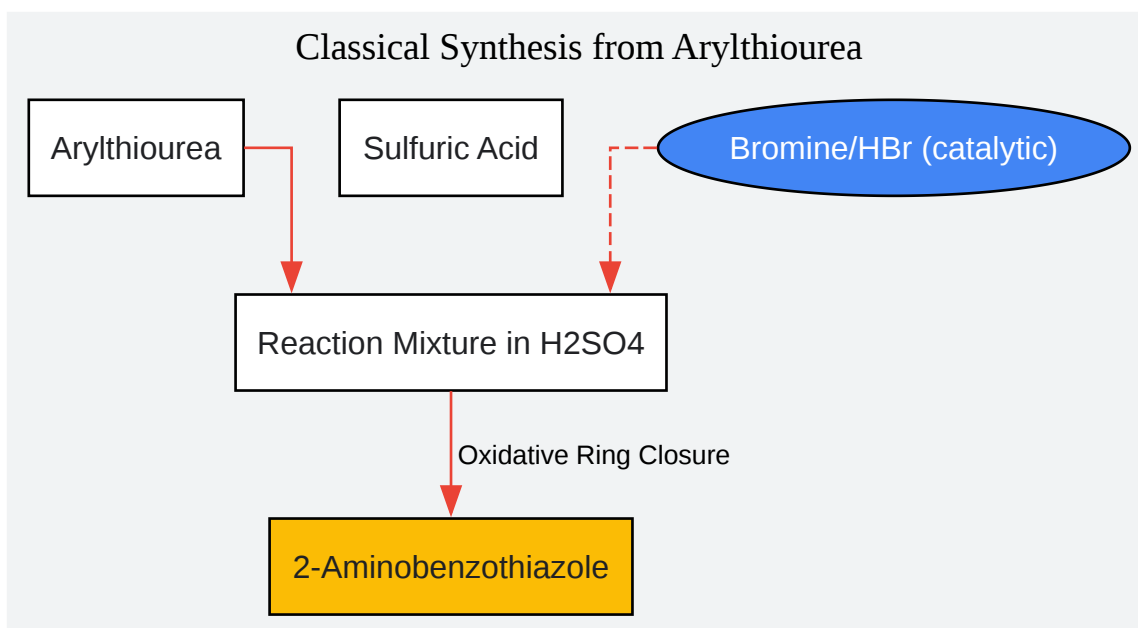 Classical Synthesis from Arylthiourea
Arylthiourea
Sulfuric Acid
Bromine/HBr (catalytic)
Reaction Mixture in H2SO4
Oxidative Ring Closure
2-Aminobenzothiazole